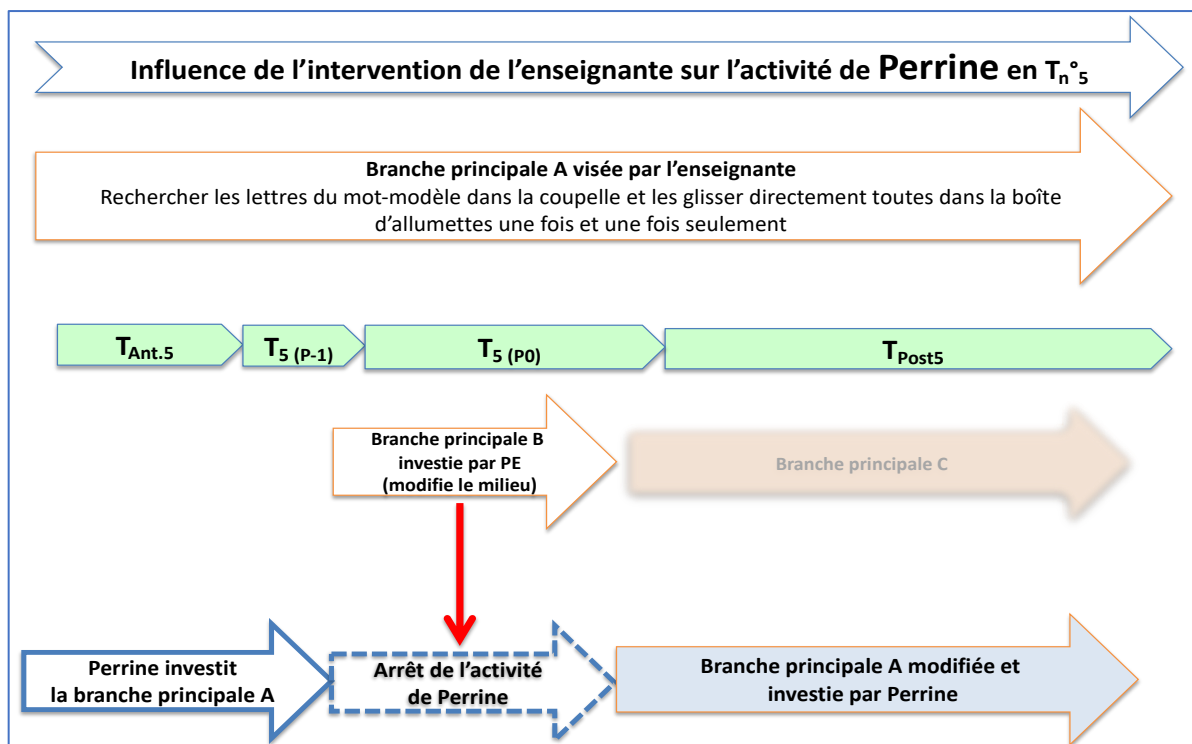 Influence de l’intervention de l’enseignante sur l’activité de Perrine en Tn°5
Branche principale A visée par l’enseignante
Rechercher les lettres du mot-modèle dans la coupelle et les glisser directement toutes dans la boîte
d’allumettes une fois et une fois seulement
TAnt.5
T5 (P-1)
T5 (P0)
TPost5
Branche principale B
investie par PE
(modifie le milieu)
Branche principale C
Perrine investit
la branche principale A
Arrêt de l’activité
de Perrine
Branche principale A modifiée et
investie par Perrine